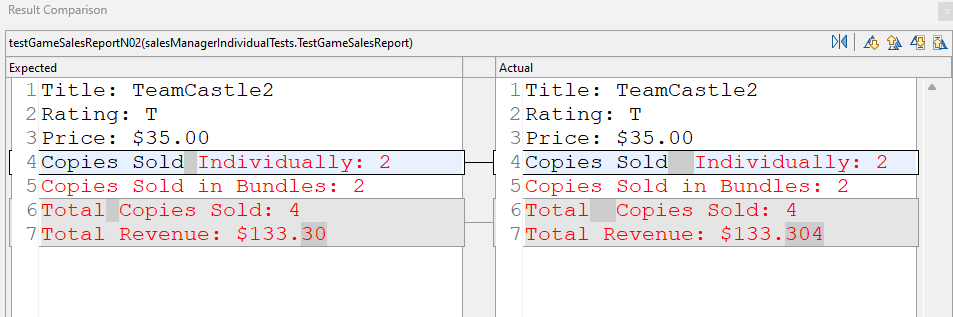 Result Comparison
x
testGameSalesReportN02(salesManagerIndividualTests.TestGameSalesReport)
Expected
1 Title: TeamCastle2
2 Rating: T
3 Price: $35.00
4 Copies Sold Individually: 2
5 Copies Sold in Bundles: 2
6 Total  Copies Sold: 4
7 Total Revenue: $133.30
Actual
1 Title: TeamCastle2
2 Rating: T
3 Price: $35.00
4 Copies Sold  Individually: 2
5 Copies Sold in Bundles: 2
6 Total   Copies Sold: 4
7 Total Revenue: $133.304